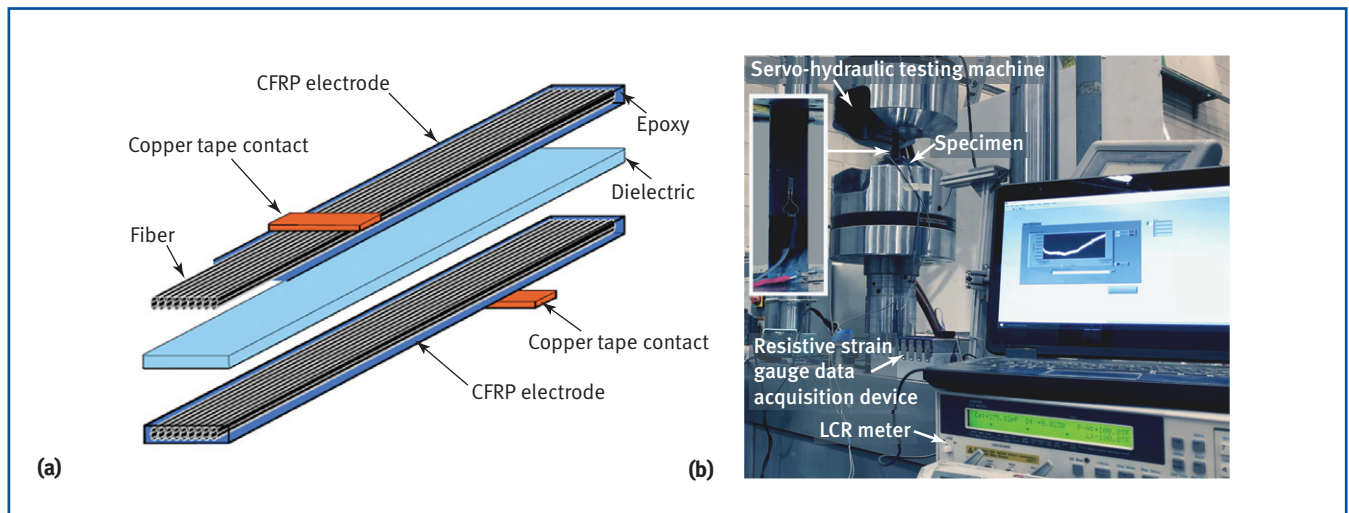 CFRP electrode
Epoxy
Copper tape contact
Dielectric
Fiber
Copper tape contact
CFRP electrode
(a)
Servo-hydraulic testing machine
Specimen
Resistive strain
gauge data
acquisition device
LCR meter
(b)